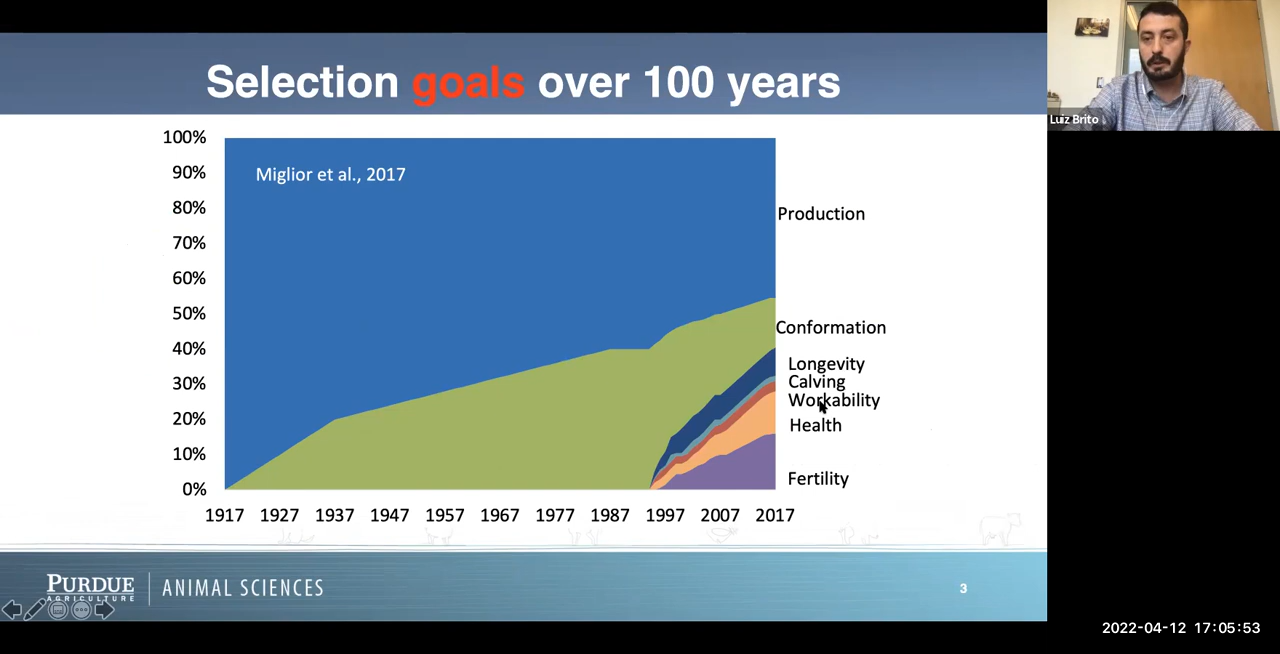 Selection goals over 100 years
Luiz Brito
100%
90%
80%
70%
60%
50%
40%
30%
20%
10%
0%
Miglior et al., 2017
Production
Conformation
Longevity
Calving
Workability
Health
Fertility
1917 1927 1937 1947 1957 1967 1977 1987 1997 2007 2017
PURDUE
AGRICULTURE
ANIMAL SCIENCES
3
2022-04-12 17:05:53